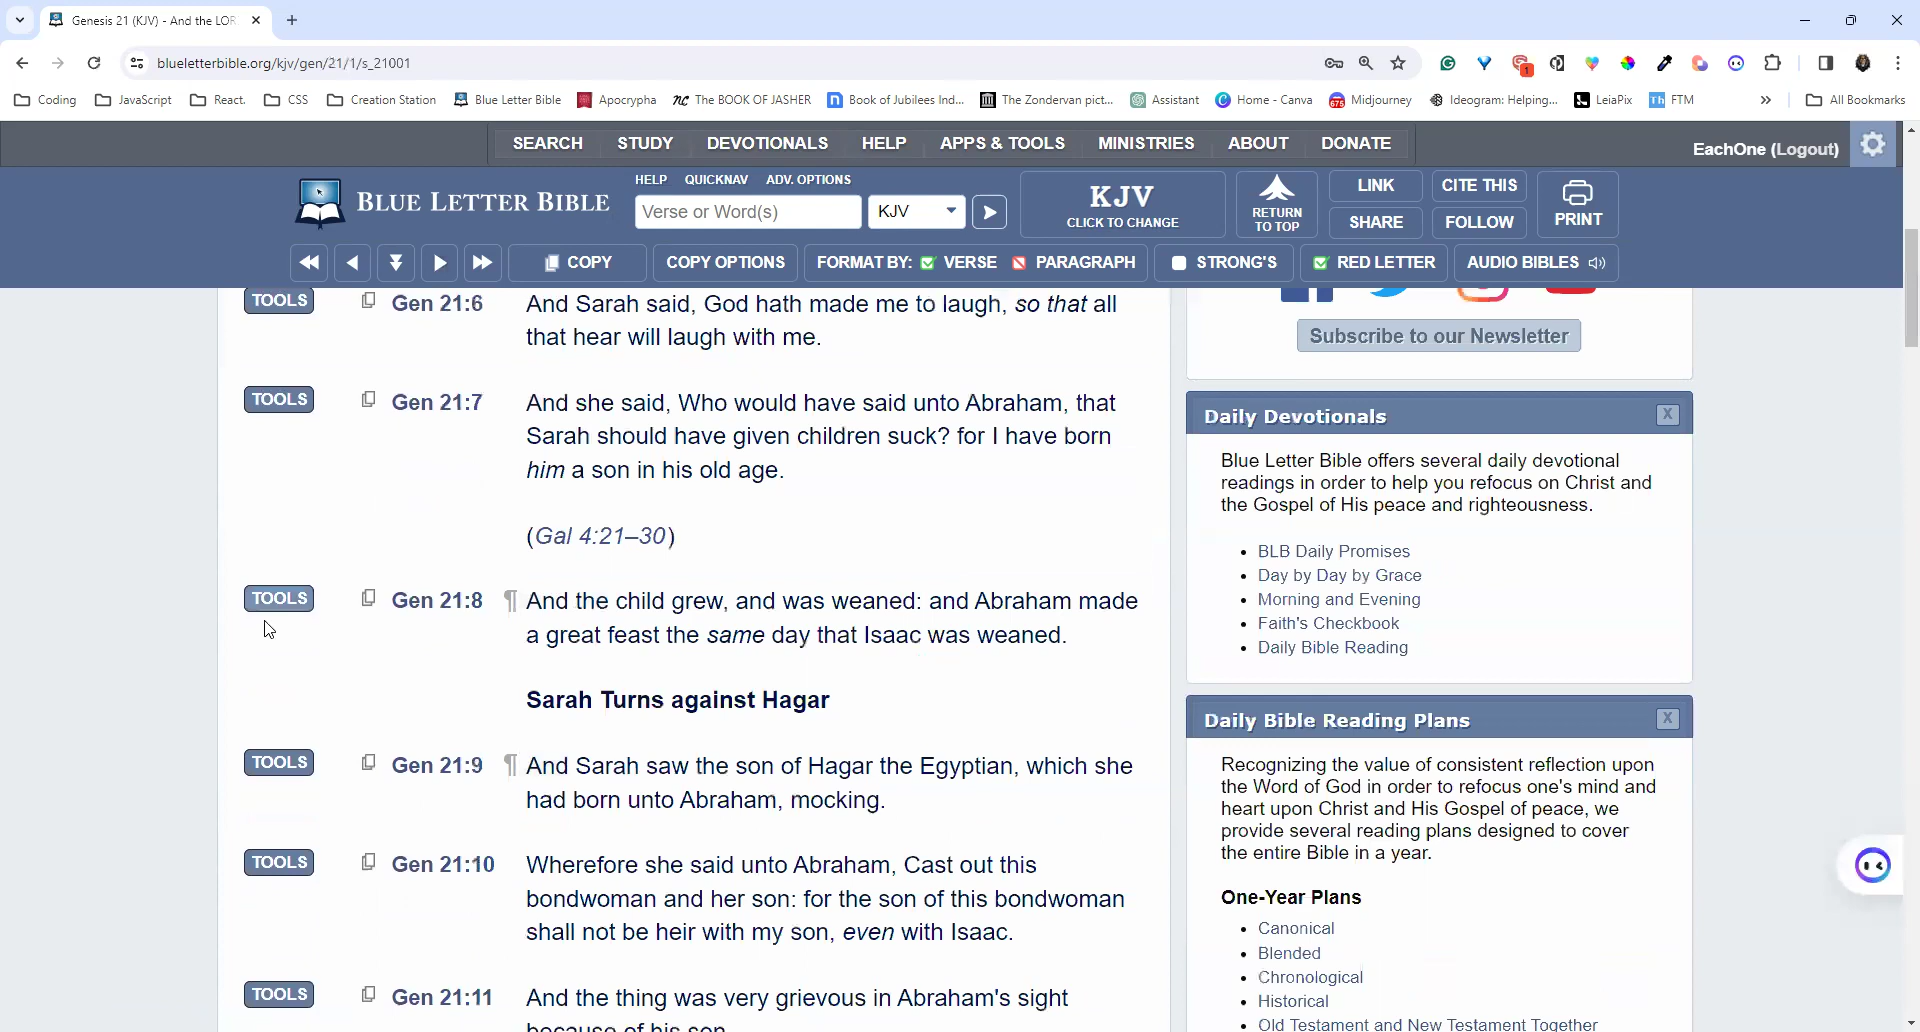 Genesis 21 (KJV) - And the LOR
blueletterbible.org/kjv/gen/21/1/s_21001
1
Coding
JavaScript
React.
CSS
Creation Station
Blue Letter Bible
Apocrypha
The BOOK OF JASHER
Book of Jubilees Ind...
The Zondervan pict...
Assistant
Home - Canva
675
Midjourney
Ideogram: Helping...
LeiaPix
Th
FTM
All Bookmarks
SEARCH
STUDY
DEVOTIONALS
HELP
APPS & TOOLS
MINISTRIES
ABOUT
DONATE
EachOne (Logout)
BLUE LETTER BIBLE
HELP
QUICKNAV
ADV. OPTIONS
Verse or Word(s)
KJV
KJV
CLICK TO CHANGE
RETURN
TO TOP
LINK
CITE THIS
SHARE
FOLLOW
PRINT
COPY
COPY OPTIONS
FORMAT BY: VERSE PARAGRAPH
STRONG'S
RED LETTER
AUDIO BIBLES
TOOLS Gen 21:6 And Sarah said, God hath made me to laugh, so that all
that hear will laugh with me.
TOOLS Gen 21:7 And she said, Who would have said unto Abraham, that
Sarah should have given children suck? for I have born
him a son in his old age.
(Gal 4:21–30)
TOOLS Gen 21:8 ¶ And the child grew, and was weaned: and Abraham made
a great feast the same day that Isaac was weaned.
Sarah Turns against Hagar
TOOLS Gen 21:9 ¶ And Sarah saw the son of Hagar the Egyptian, which she
had born unto Abraham, mocking.
TOOLS Gen 21:10 Wherefore she said unto Abraham, Cast out this
bondwoman and her son: for the son of this bondwoman
shall not be heir with my son, even with Isaac.
TOOLS Gen 21:11 And the thing was very grievous in Abraham's sight
because of his son.
Subscribe to our Newsletter
Daily Devotionals
X
Blue Letter Bible offers several daily devotional
readings in order to help you refocus on Christ and
the Gospel of His peace and righteousness.
• BLB Daily Promises
• Day by Day by Grace
• Morning and Evening
• Faith's Checkbook
• Daily Bible Reading
Daily Bible Reading Plans
X
Recognizing the value of consistent reflection upon
the Word of God in order to refocus one's mind and
heart upon Christ and His Gospel of peace, we
provide several reading plans designed to cover
the entire Bible in a year.
One-Year Plans
• Canonical
• Blended
• Chronological
• Historical
• Old Testament and New Testament Together